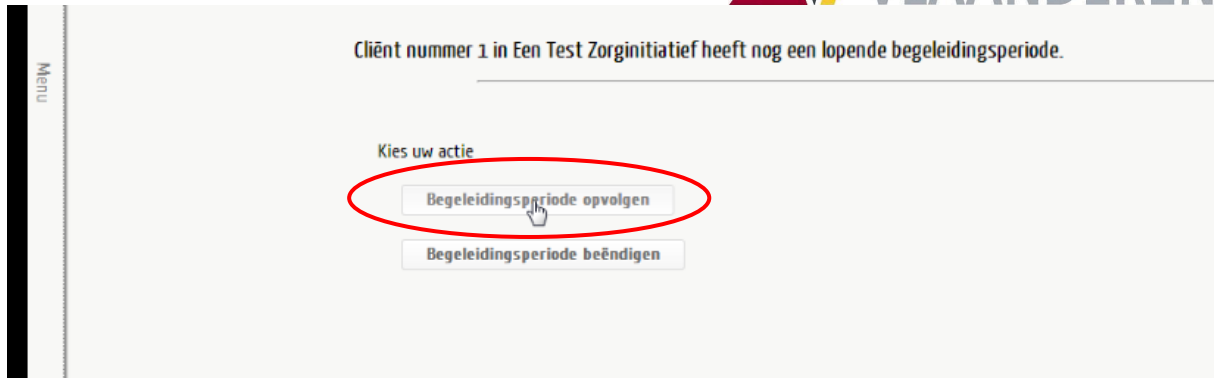 VLAANDEREN
Menu
Cliënt nummer 1 in Een Test Zorginitiatief heeft nog een lopende begeleidingsperiode.
Kies uw actie
Begeleidingsperiode opvolgen
Begeleidingsperiode beëndigen